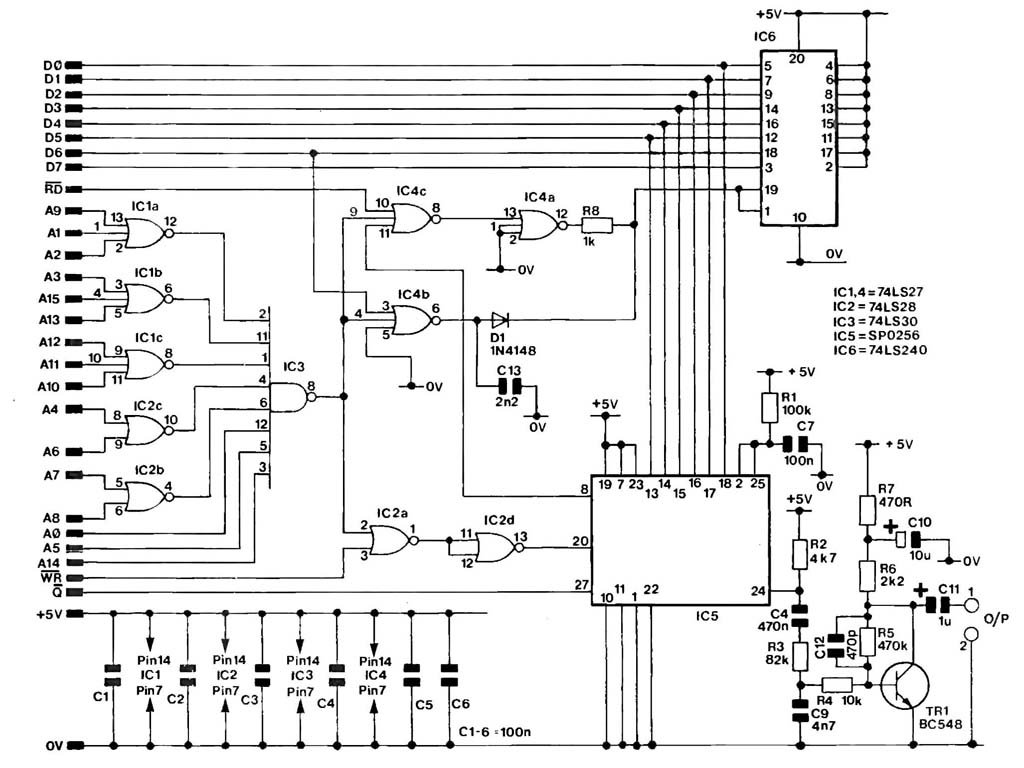 +5V
IC6
20
DØ 5 4
D1 7 6
D2 9 8
D3 14 13
D4 16 15
D5 12 11
D6 18 17
D7 3 2
RD 19
1
10
0V
IC4c
10
9
11
8
IC4a
13
1
2
12
R8
1k
0V
A9
A1
A2
IC1a
13
1
2
12
A3
A15
A13
IC1b
3
4
5
6
A12
A11
A10
IC1c
9
10
11
8
A4
A6
IC2c
8
9
10
A7
A8
IC2b
5
6
4
AØ
A5
A14
WR
Q
2
11
1
4
6
12
5
3
IC3
8
IC4b
3
4
5
6
0V
D1
1N4148
C13
2n2
0V
IC1,4 = 74LS27
IC2 = 74LS28
IC3 = 74LS30
IC5 = SP0256
IC6 = 74LS240
+5V
R1
100k
C7
100n
0V
+5V
19 7 23 13 14 15 16 17 18 2 25
8
20
27
10 11 1 22
24
IC5
IC2a
2
3
1
IC2d
11
12
13
+5V
R2
4k7
C4
470n
R3
82k
C9
4n7
R4
10k
+5V
R7
470R
+
C10
10u
0V
R6
2k2
+
C11
1u
1
O/P
2
C12
470p
R5
470k
TR1
BC548
+5V
C1
Pin14
IC1
Pin7
C2
Pin14
IC2
Pin7
C3
Pin14
IC3
Pin7
C4
Pin14
IC4
Pin7
C5
C6
C1-6 = 100n
0V